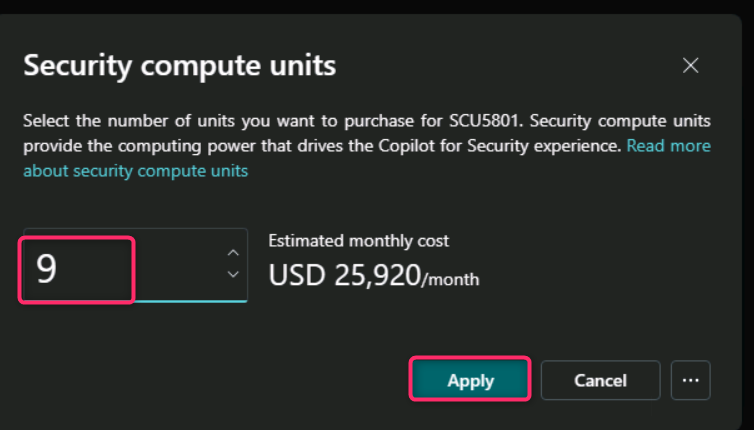 Security compute units
Select the number of units you want to purchase for SCU5801. Security compute units
provide the computing power that drives the Copilot for Security experience. Read more
about security compute units
9
Estimated monthly cost
USD 25,920/month
Apply
Cancel
...